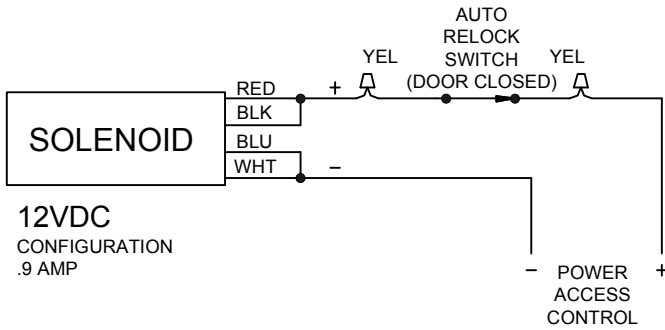 AUTO
RELOCK
SWITCH
(DOOR CLOSED)
YEL
YEL
RED
+
BLK
SOLENOID
BLU
WHT
–
12VDC
CONFIGURATION
.9 AMP
–
POWER
+
ACCESS
CONTROL